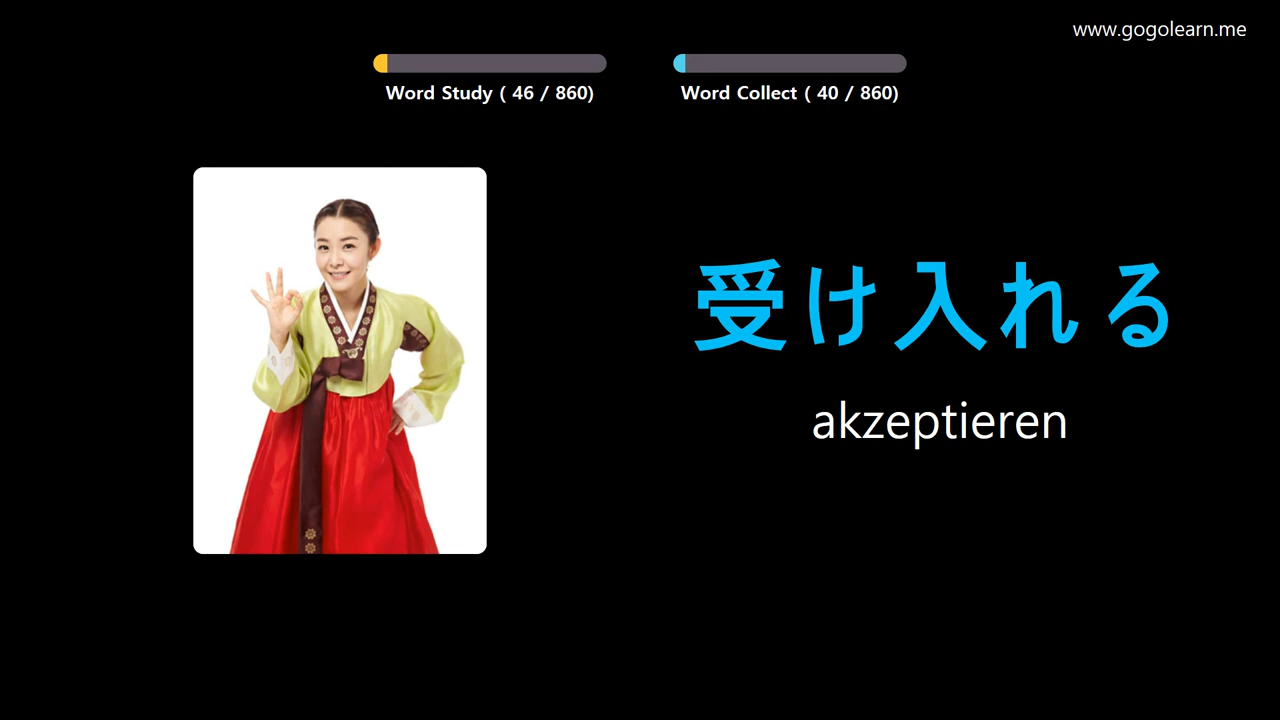 www.gogolearn.me
Word Study ( 46 / 860)
Word Collect ( 40 / 860)
受け入れる
akzeptieren